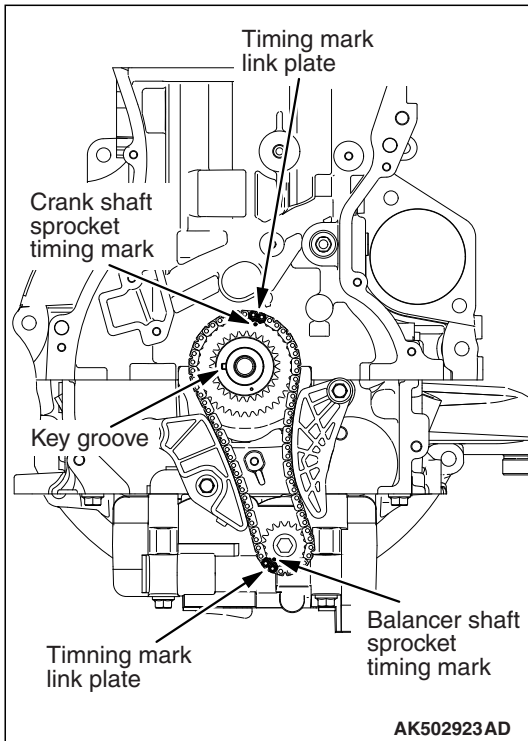 Timing mark
link plate
Crank shaft
sprocket
timing mark
Key groove
Balancer shaft
sprocket
timing mark
Timning mark
link plate
AK502923AD